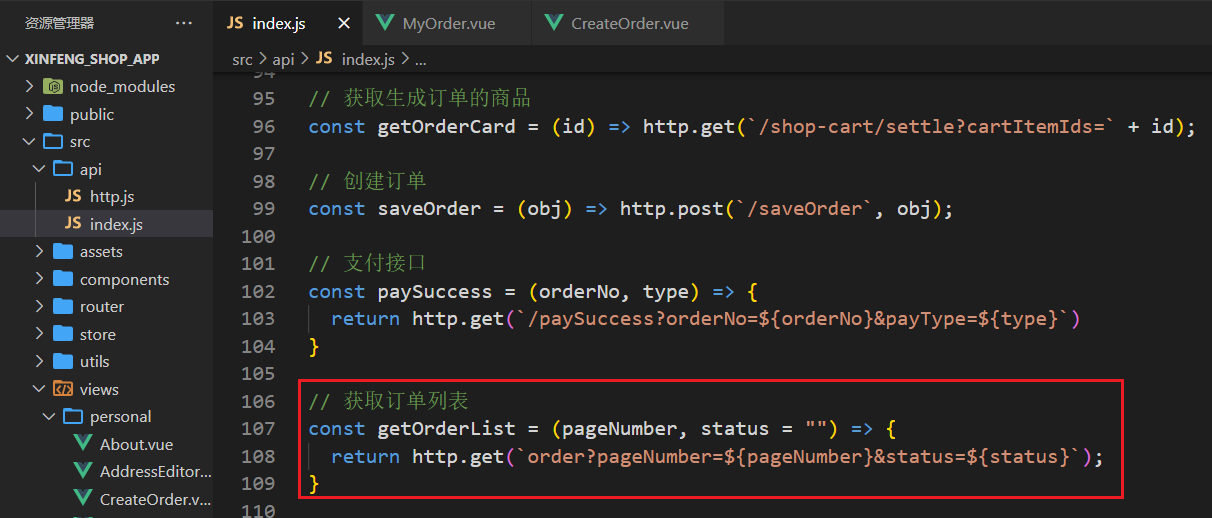 资源管理器 ...
XINFENG_SHOP_APP
node_modules
public
src
api
JS http.js
JS index.js
assets
components
router
store
utils
views
personal
About.vue
AddressEditor...
CreateOrder.v...
JS index.js ×
MyOrder.vue
CreateOrder.vue
src > api > JS index.js > ...
94
95 // 获取生成订单的商品
96 const getOrderCard = (id) => http.get(`/shop-cart/settle?cartItemIds=` + id);
97
98 // 创建订单
99 const saveOrder = (obj) => http.post(`/saveOrder`, obj);
100
101 // 支付接口
102 const paySuccess = (orderNo, type) => {
103 return http.get(`/paySuccess?orderNo=${orderNo}&payType=${type}`)
104 }
105
106 // 获取订单列表
107 const getOrderList = (pageNumber, status = "") => {
108 return http.get(`order?pageNumber=${pageNumber}&status=${status}`);
109 }
110